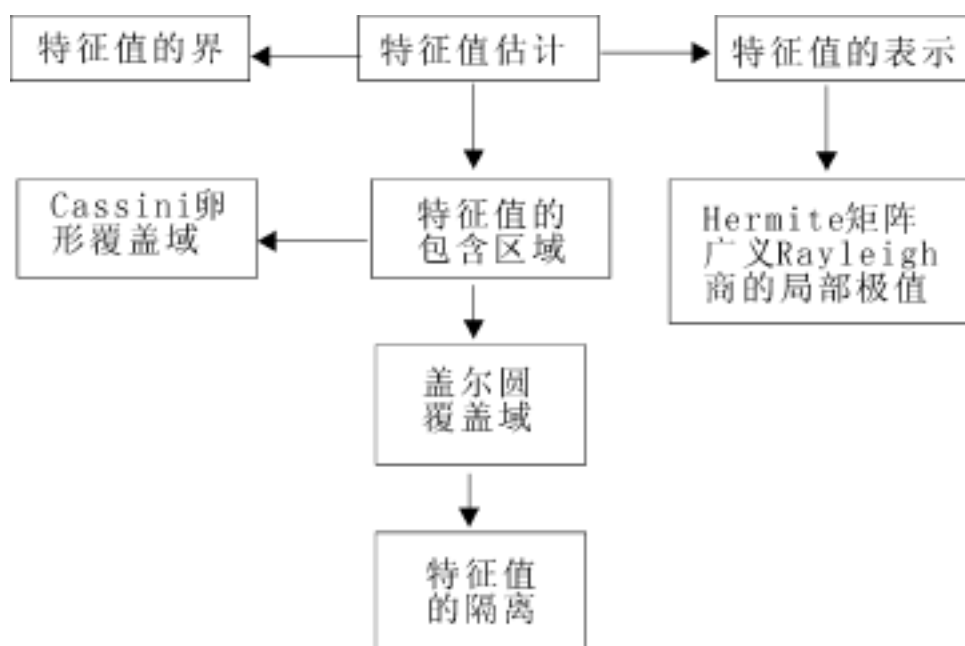 特征值的界
特征值估计
特征值的表示
Cassini卵
形覆盖域
特征值的
包含区域
Hermite矩阵
广义Rayleigh
商的局部极值
盖尔圆
覆盖域
特征值
的隔离